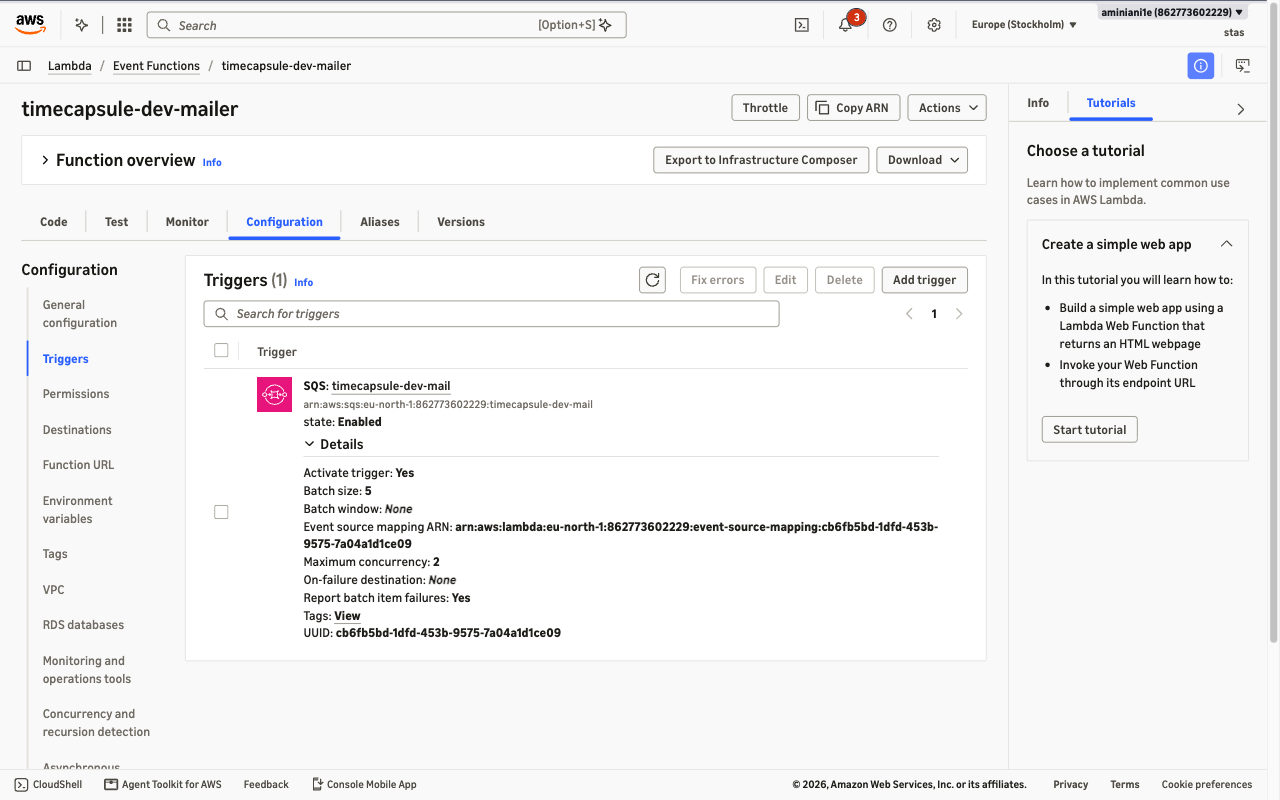 aws
Search [Option+S]
3
Europe (Stockholm) ▼
aminiani1e (862773602229) ▼
stas
Lambda / Event Functions / timecapsule-dev-mailer
timecapsule-dev-mailer
Throttle Copy ARN Actions
Function overview Info
Export to Infrastructure Composer Download
Code Test Monitor Configuration Aliases Versions
Configuration
General
configuration
Triggers
Permissions
Destinations
Function URL
Environment
variables
Tags
VPC
RDS databases
Monitoring and
operations tools
Concurrency and
recursion detection
Asynchronous
Triggers (1) Info
Fix errors Edit Delete Add trigger
Search for triggers
1
Trigger
SQS: timecapsule-dev-mail
arn:aws:sqs:eu-north-1:862773602229:timecapsule-dev-mail
state: Enabled
Details
Activate trigger: Yes
Batch size: 5
Batch window: None
Event source mapping ARN: arn:aws:lambda:eu-north-1:862773602229:event-source-mapping:cb6fb5bd-1dfd-453b-
9575-7a04a1d1ce09
Maximum concurrency: 2
On-failure destination: None
Report batch item failures: Yes
Tags: View
UUID: cb6fb5bd-1dfd-453b-9575-7a04a1d1ce09
Info Tutorials
Choose a tutorial
Learn how to implement common use
cases in AWS Lambda.
Create a simple web app
In this tutorial you will learn how to:
• Build a simple web app using a
Lambda Web Function that
returns an HTML webpage
• Invoke your Web Function
through its endpoint URL
Start tutorial
CloudShell Agent Toolkit for AWS Feedback Console Mobile App
© 2026, Amazon Web Services, Inc. or its affiliates. Privacy Terms Cookie preferences